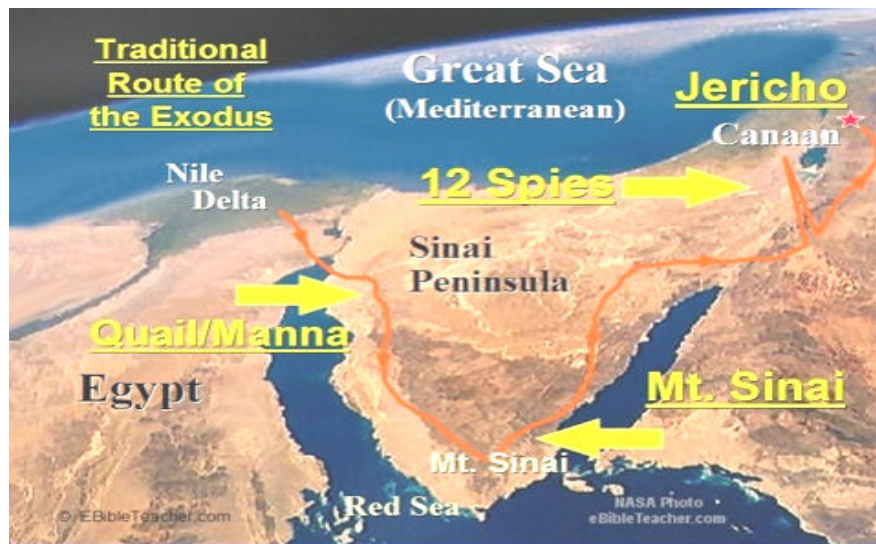 Traditional
Route of
the Exodus
Great Sea
(Mediterranean)
Jericho
Canaan
Nile
Delta
12 Spies
Sinai
Peninsula
Quail/Manna
Egypt
Mt. Sinai
Mt. Sinai
Red Sea
© EBibleTeacher.com
NASA Photo
eBibleTeacher.com